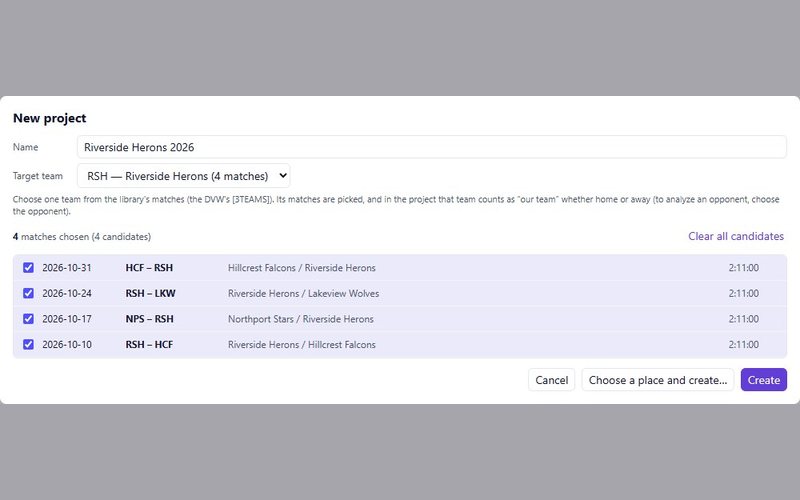 New project
Name Riverside Herons 2026
Target team RSH — Riverside Herons (4 matches)
Choose one team from the library's matches (the DVW's [3TEAMS]). Its matches are picked, and in the project that team counts as "our team" whether home or away (to analyze an opponent, choose
the opponent).
4 matches chosen (4 candidates) Clear all candidates
2026-10-31 HCF – RSH Hillcrest Falcons / Riverside Herons 2:11:00
2026-10-24 RSH – LKW Riverside Herons / Lakeview Wolves 2:11:00
2026-10-17 NPS – RSH Northport Stars / Riverside Herons 2:11:00
2026-10-10 RSH – HCF Riverside Herons / Hillcrest Falcons 2:11:00
Cancel Choose a place and create... Create